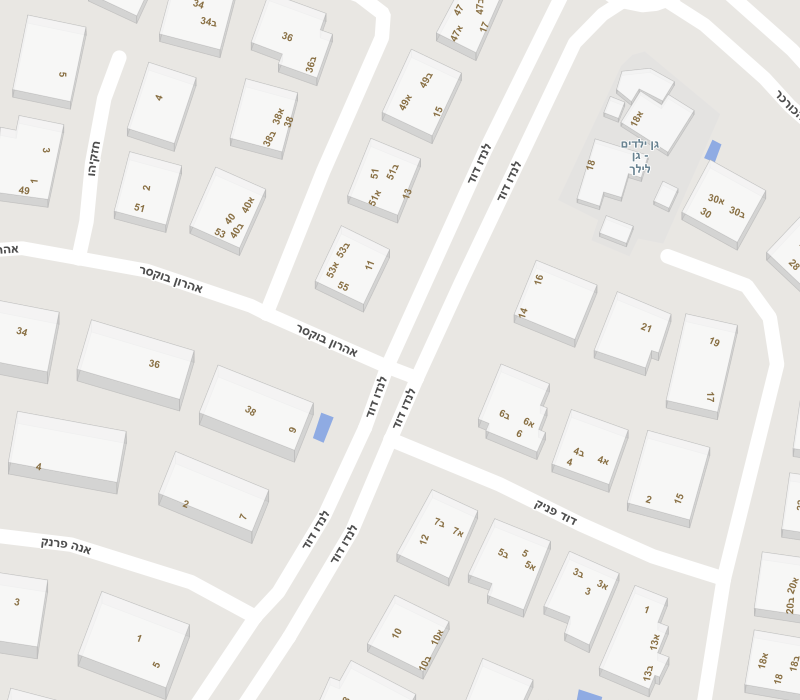 34
34ב
36
36ב
47
47א
47ב
17
5
4
38א
38
38ב
49ב
49א
15
3
1
49
חזקיהו
2
51
40א
40
40ב
53
51
51ב
51א
13
לנדו דוד
לנדו דוד
18א
גן ילדים
- גן
לילך
18
30א
30ב
30
28
53ב
53א
11
55
אהרון בוקסר
אהרון בוקסר
16
14
21
19
17
34
36
38
9
לנדו דוד
לנדו דוד
6ב
6א
6
4ב
4א
4
2
15
4
2
7
דוד פניק
לנדו דוד
לנדו דוד
7ב
7א
12
5
5ב
5א
3ב
3א
3
1
13א
13ב
אנה פרנק
3
1
5
10
10א
10ב
20א
20ב
18א
18
18ב